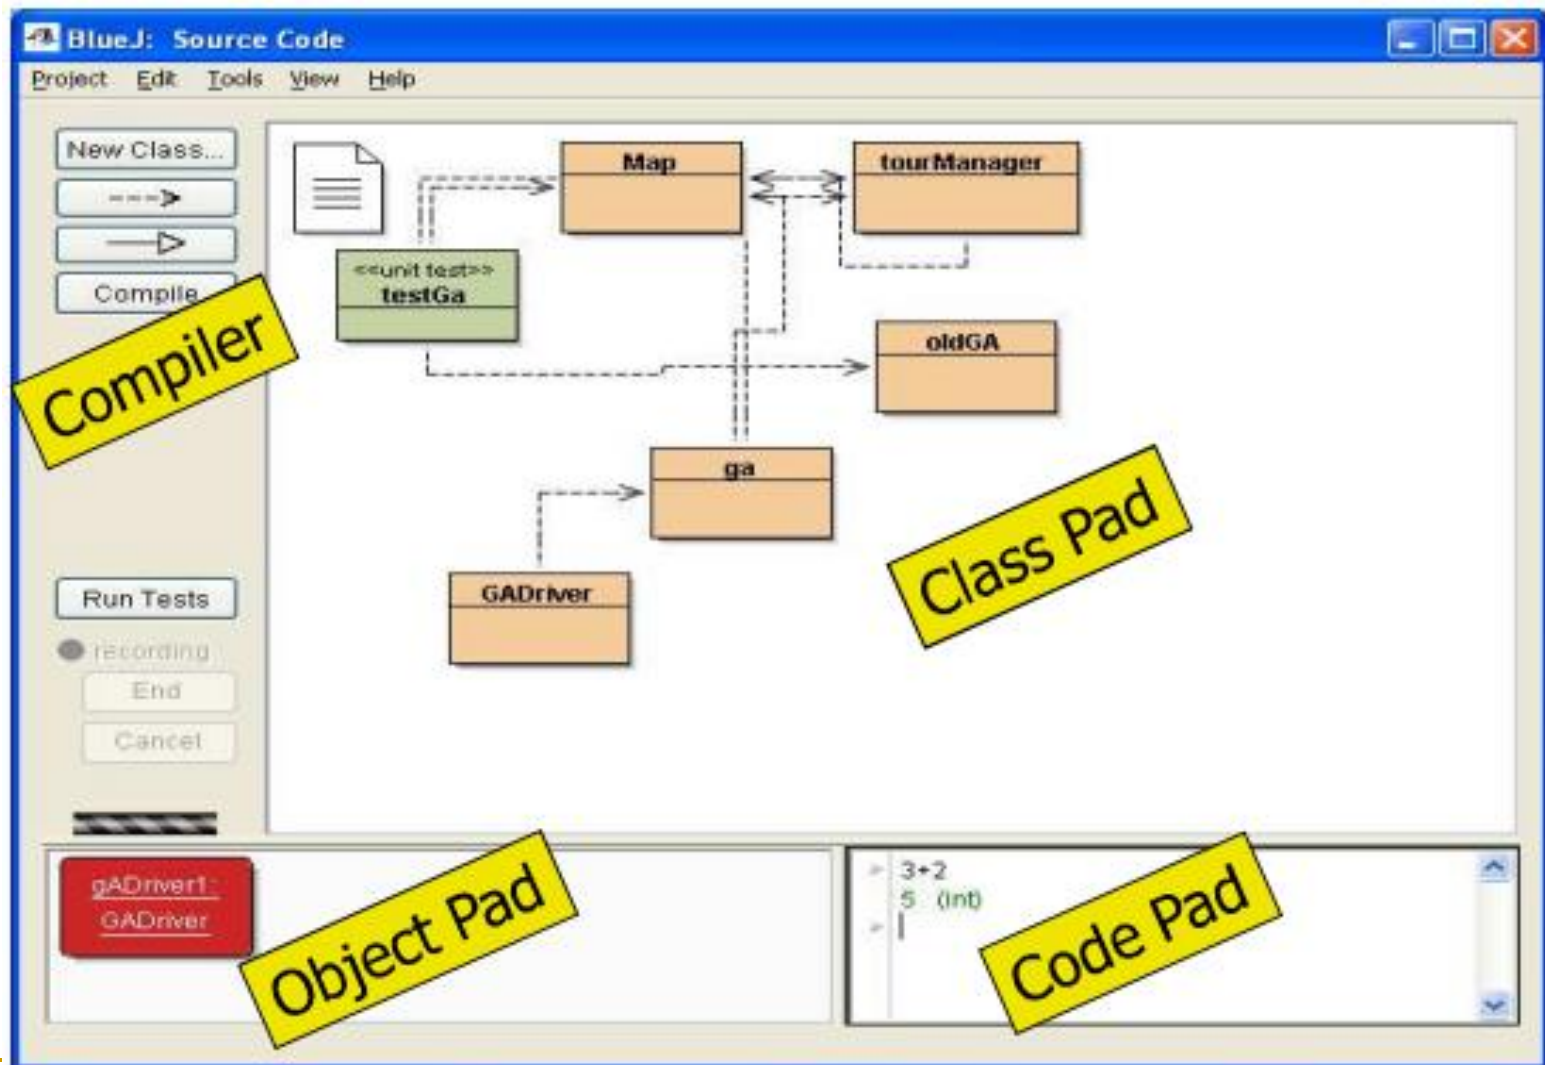 BlueJ: Source Code
Project Edit Tools View Help
New Class...
Compile
Compiler
Map
tourManager
<<unit test>>
testGa
oldGA
ga
GADriver
Class Pad
Run Tests
recording
End
Cancel
gADriver1:
GADriver
Object Pad
3+2
5 (int)
Code Pad